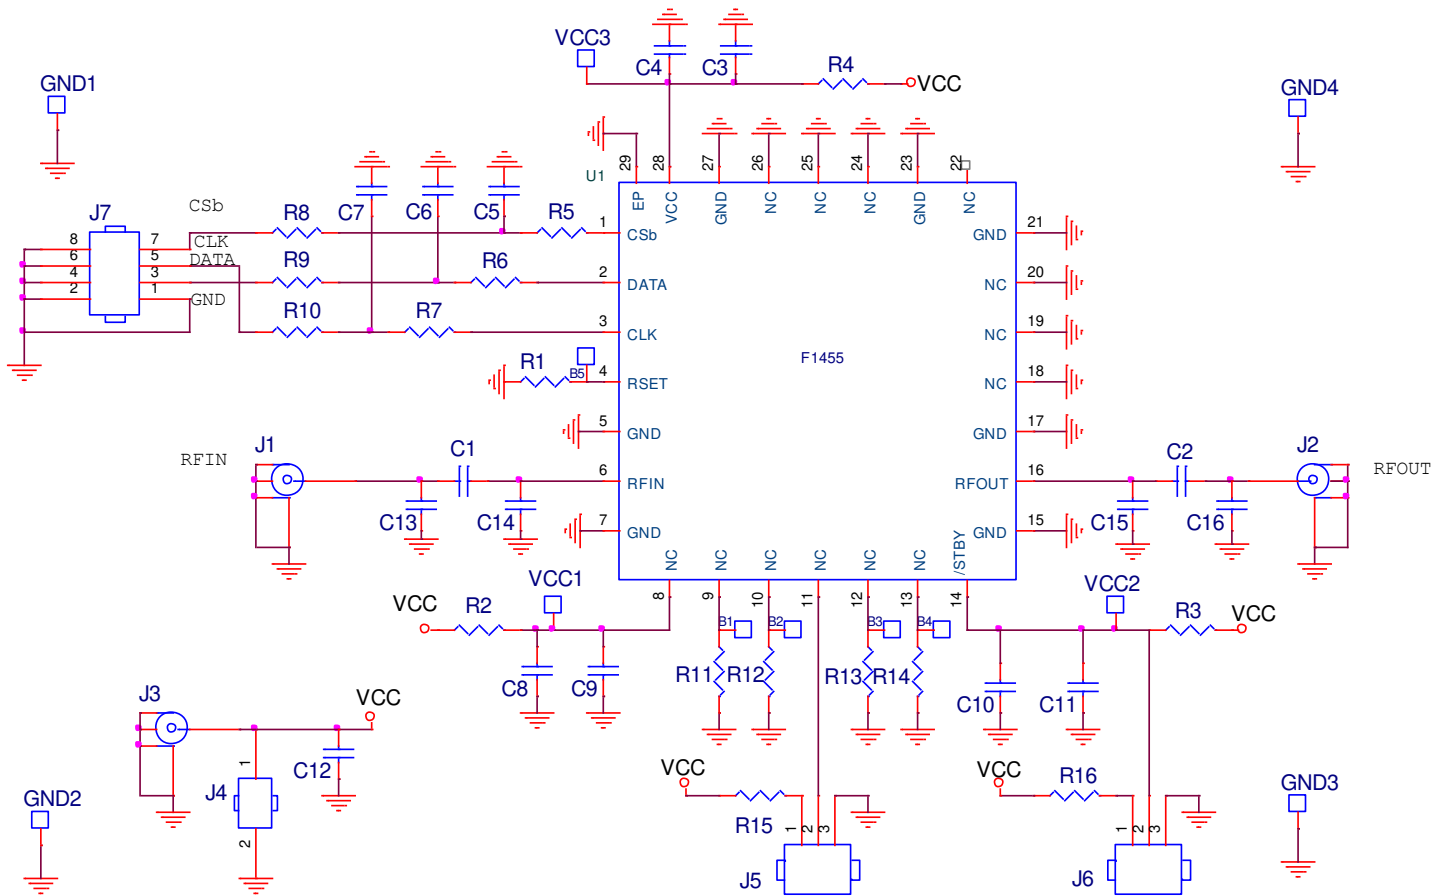 VCC3
C4
C3
R4
VCC
GND1
GND4
29
28
27
26
25
24
23
22
U1
EP
VCC
GND
NC
NC
NC
GND
NC
CSb
J7
R8
C7
C6
C5
R5
1
CSb
GND
21
8
7
CLK
6
5
DATA
R9
R6
2
DATA
NC
20
4
3
2
1
GND
R10
R7
3
CLK
NC
19
F1455
R1
B5
4
RSET
NC
18
5
GND
GND
17
RFIN
J1
C1
6
RFIN
RFOUT
16
C2
J2
RFOUT
C13
C14
7
GND
GND
15
C15
C16
NC
NC
NC
NC
NC
NC
/STBY
8
9
10
11
12
13
14
VCC
R2
VCC1
VCC2
R3
VCC
B1
B2
B3
B4
C8
C9
R11
R12
R13
R14
C10
C11
J3
VCC
C12
1
J4
2
GND2
VCC
R15
1
2
3
J5
VCC
R16
1
2
3
J6
GND3